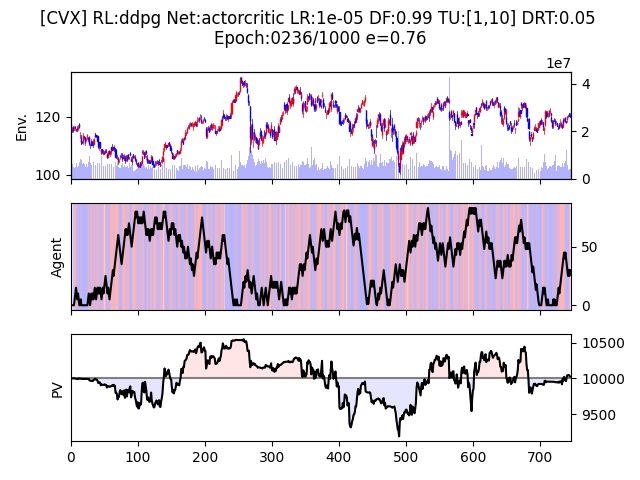 [CVX] RL:ddpg Net:actorcritic LR:1e-05 DF:0.99 TU:[1,10] DRT:0.05
Epoch:0236/1000 e=0.76
1e7
Env.
120
100
4
2
0
Agent
50
0
PV
10500
10000
9500
0 100 200 300 400 500 600 700